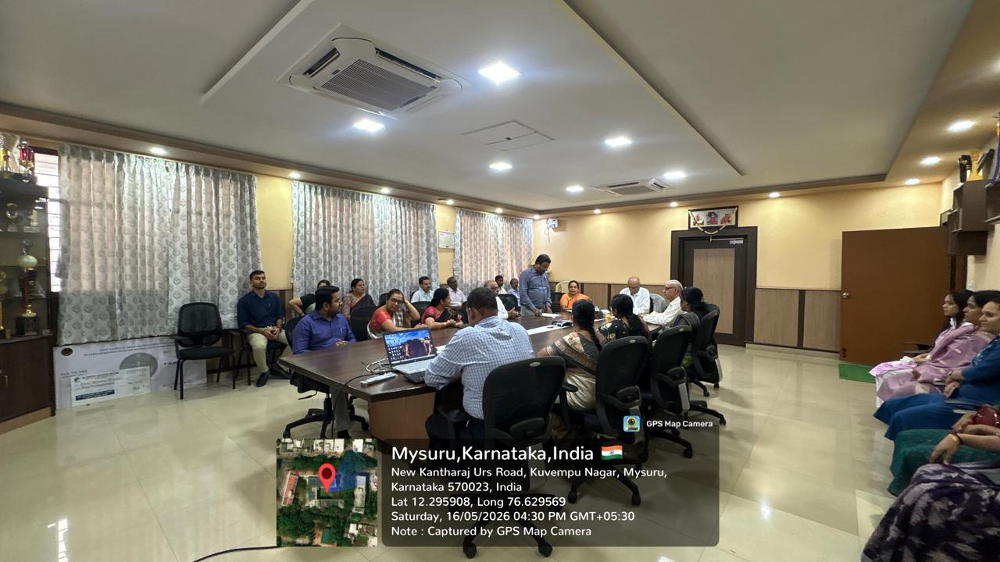 GPS Map Camera
Mysuru,Karnataka,India
New Kantharaj Urs Road, Kuvempu Nagar, Mysuru,
Karnataka 570023, India
Lat 12.295908, Long 76.629569
Saturday, 16/05/2026 04:30 PM GMT+05:30
Note : Captured by GPS Map Camera